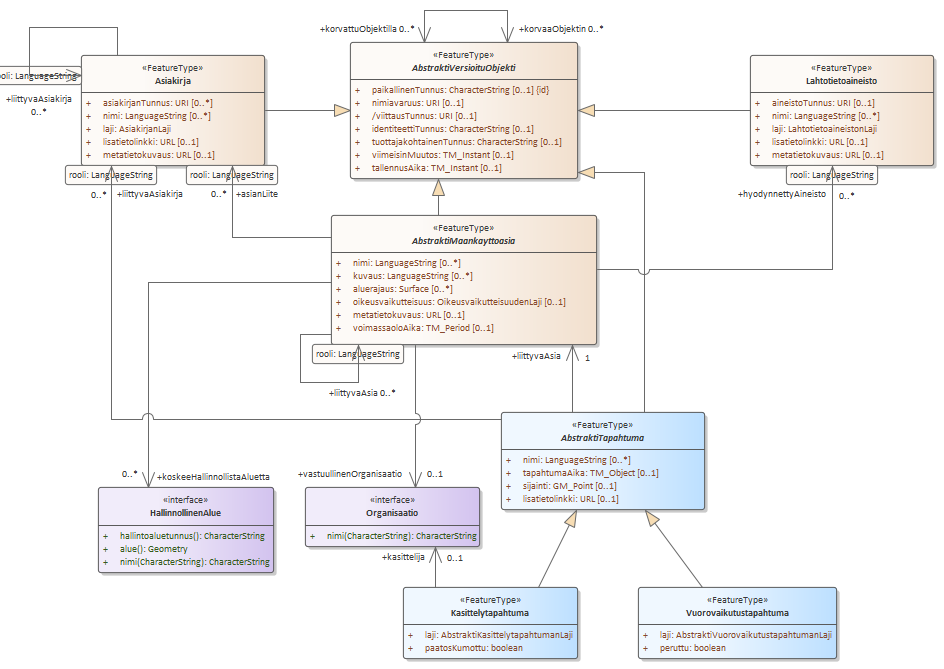 +korvattuObjektilla 0..*
+korvaaObjektin 0..*
«FeatureType»
AbstraktiVersioituObjekti
+ paikallinenTunnus: CharacterString [0..1] {id}
+ nimiavaruus: URI [0..1]
+ /viittausTunnus: URI [0..1]
+ identiteettiTunnus: CharacterString [0..1]
+ tuottajakohtainenTunnus: CharacterString [0..1]
+ viimeisinMuutos: TM_Instant [0..1]
+ tallennusAika: TM_Instant [0..1]
«FeatureType»
Asiakirja
+ asiakirjanTunnus: URI [0..*]
+ nimi: LanguageString [0..*]
+ laji: AsiakirjanLaji
+ lisatietolinkki: URL [0..1]
+ metatietokuvaus: URL [0..1]
oli: LanguageString
+liittyvaAsiakirja
0..*
rooli: LanguageString
rooli: LanguageString
0..* +liittyvaAsiakirja
0..* +asianLiite
«FeatureType»
Lahtotietoaineisto
+ aineistoTunnus: URI [0..1]
+ nimi: LanguageString [0..*]
+ laji: LahtotietoaineistonLaji
+ lisatietolinkki: URL [0..1]
+ metatietokuvaus: URL [0..1]
rooli: LanguageString
+hyodynnettyAineisto 0..*
«FeatureType»
AbstraktiMaankayttoasia
+ nimi: LanguageString [0..*]
+ kuvaus: LanguageString [0..*]
+ aluerajaus: Surface [0..*]
+ oikeusvaikutteisuus: OikeusvaikutteisuudenLaji [0..1]
+ metatietokuvaus: URL [0..1]
+ voimassaoloAika: TM_Period [0..1]
rooli: LanguageString
+liittyvaAsia 0..*
+liittyvaAsia 1
«FeatureType»
AbstraktiTapahtuma
+ nimi: LanguageString [0..*]
+ tapahtumaAika: TM_Object [0..1]
+ sijainti: GM_Point [0..1]
+ lisatietolinkki: URL [0..1]
0..* +koskeeHallinnollistaAluetta
+vastuullinenOrganisaatio 0..1
«interface»
HallinnollinenAlue
+ hallintoaluetunnus(): CharacterString
+ alue(): Geometry
+ nimi(CharacterString): CharacterString
«interface»
Organisaatio
+ nimi(CharacterString): CharacterString
+kasittelija 0..1
«FeatureType»
Kasittelytapahtuma
+ laji: AbstraktiKasittelytapahtumanLaji
+ paatosKumottu: boolean
«FeatureType»
Vuorovaikutustapahtuma
+ laji: AbstraktiVuorovaikutustapahtumanLaji
+ peruttu: boolean